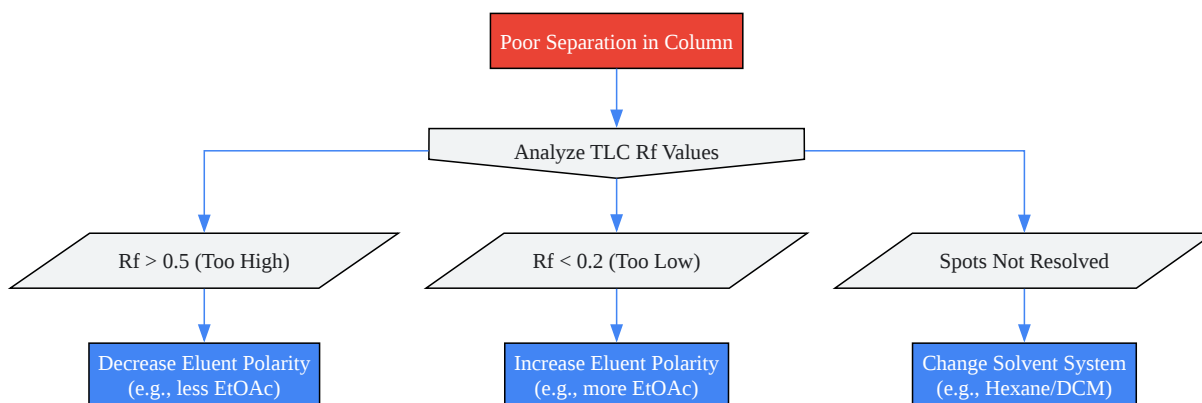 Poor Separation in Column
Analyze TLC Rf Values
Rf > 0.5 (Too High)
Rf < 0.2 (Too Low)
Spots Not Resolved
Decrease Eluent Polarity
(e.g., less EtOAc)
Increase Eluent Polarity
(e.g., more EtOAc)
Change Solvent System
(e.g., Hexane/DCM)